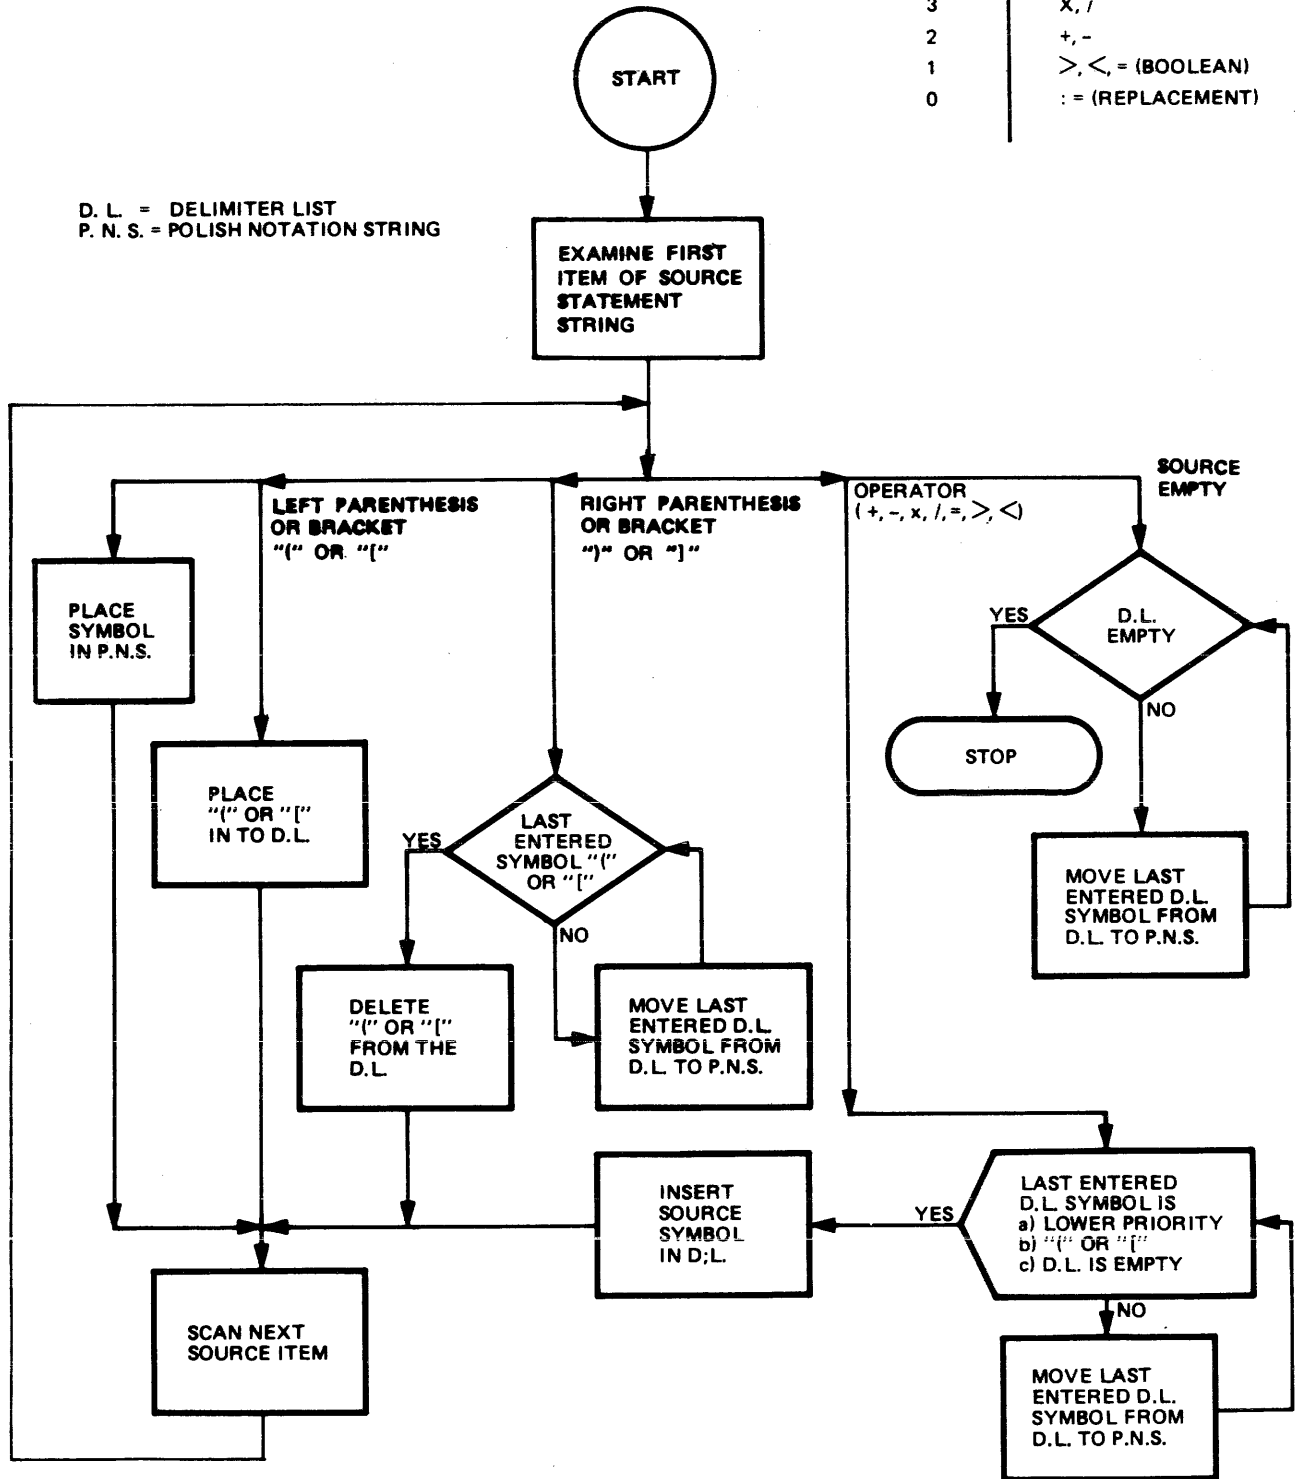 3 X, /
2 +, -
1 >, <, = (BOOLEAN)
0 : = (REPLACEMENT)
START
D. L. = DELIMITER LIST
P. N. S. = POLISH NOTATION STRING
EXAMINE FIRST
ITEM OF SOURCE
STATEMENT
STRING
SOURCE
EMPTY
LEFT PARENTHESIS
OR BRACKET
"(" OR "["
RIGHT PARENTHESIS
OR BRACKET
")" OR "]"
OPERATOR
(+, -, x, /, =, >, <)
PLACE
SYMBOL
IN P.N.S.
YES
D.L.
EMPTY
NO
STOP
PLACE
"(" OR "["
IN TO D.L.
YES
LAST
ENTERED
SYMBOL "("
OR "["
NO
MOVE LAST
ENTERED D.L.
SYMBOL FROM
D.L. TO P.N.S.
DELETE
"(" OR "["
FROM THE
D.L.
MOVE LAST
ENTERED D.L.
SYMBOL FROM
D.L. TO P.N.S.
INSERT
SOURCE
SYMBOL
IN D;L.
YES
LAST ENTERED
D.L. SYMBOL IS
a) LOWER PRIORITY
b) "(" OR "["
c) D.L. IS EMPTY
NO
SCAN NEXT
SOURCE ITEM
MOVE LAST
ENTERED D.L.
SYMBOL FROM
D.L. TO P.N.S.